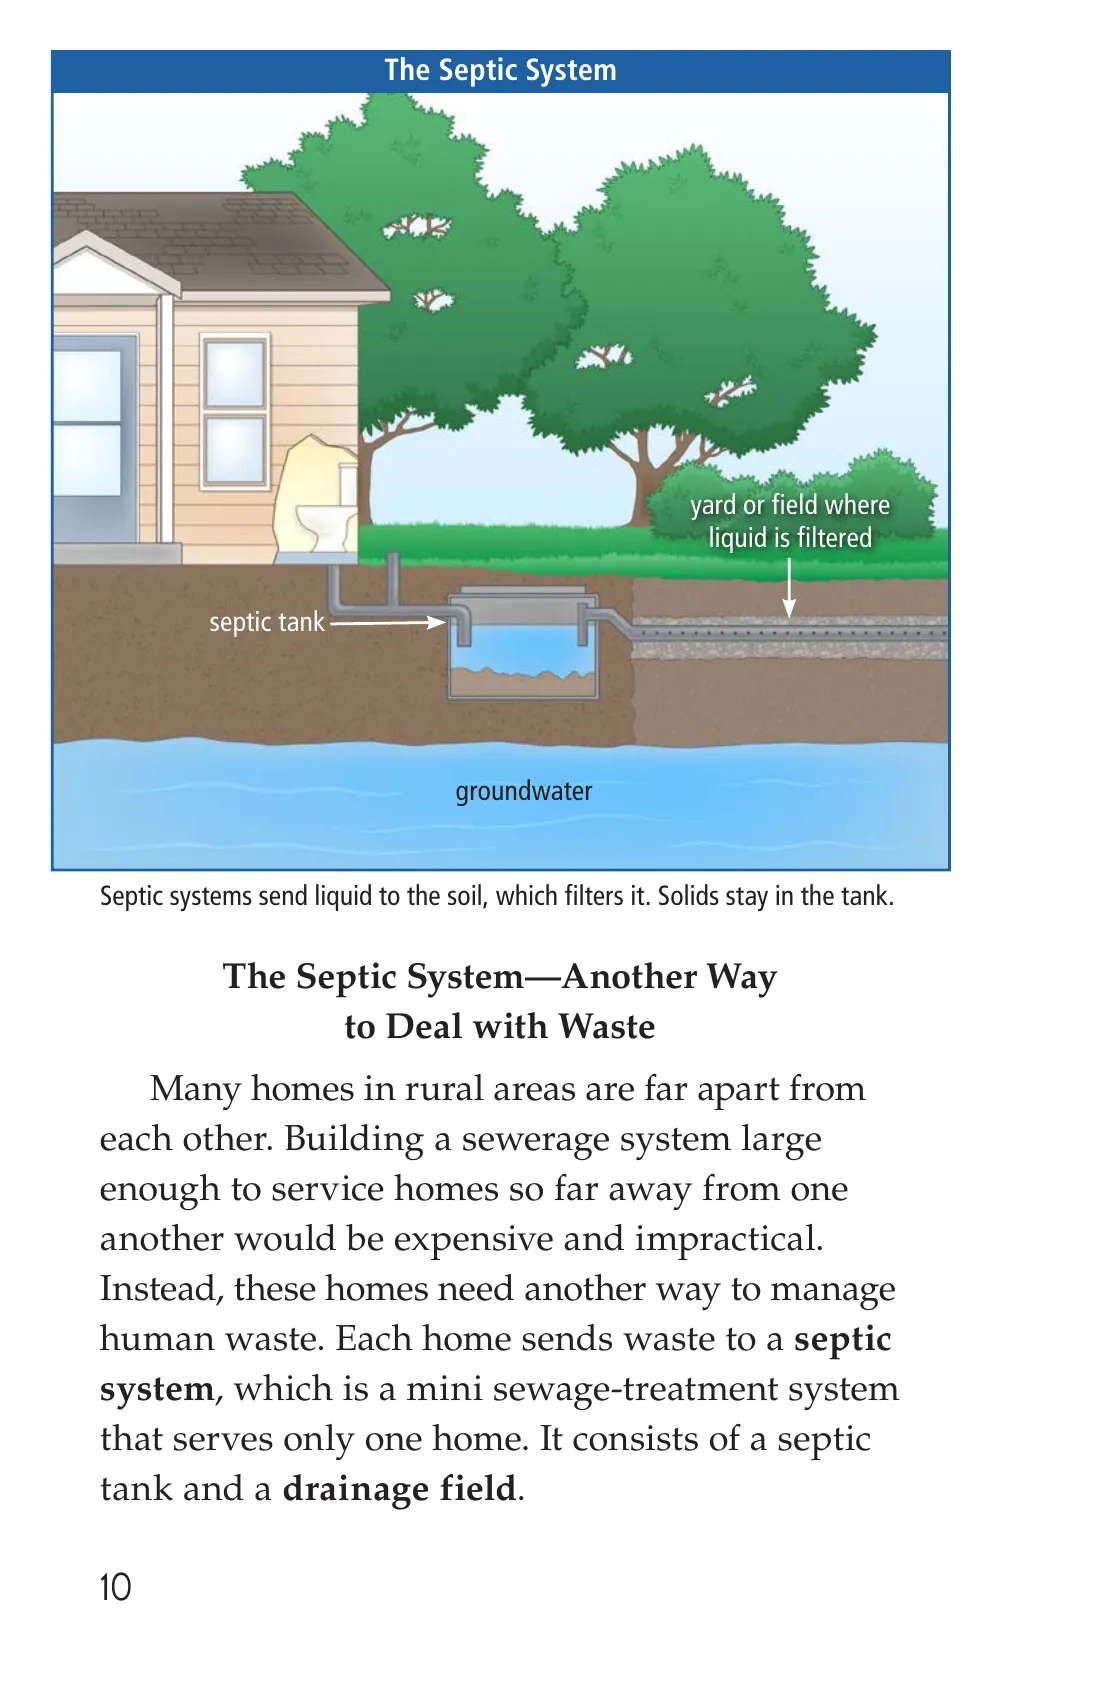 The Septic System
yard or field where
liquid is filtered
septic tank
groundwater
Septic systems send liquid to the soil, which filters it. Solids stay in the tank.
The Septic System—Another Way
to Deal with Waste
Many homes in rural areas are far apart from
each other. Building a sewerage system large
enough to service homes so far away from one
another would be expensive and impractical.
Instead, these homes need another way to manage
human waste. Each home sends waste to a septic
system, which is a mini sewage-treatment system
that serves only one home. It consists of a septic
tank and a drainage field.
10